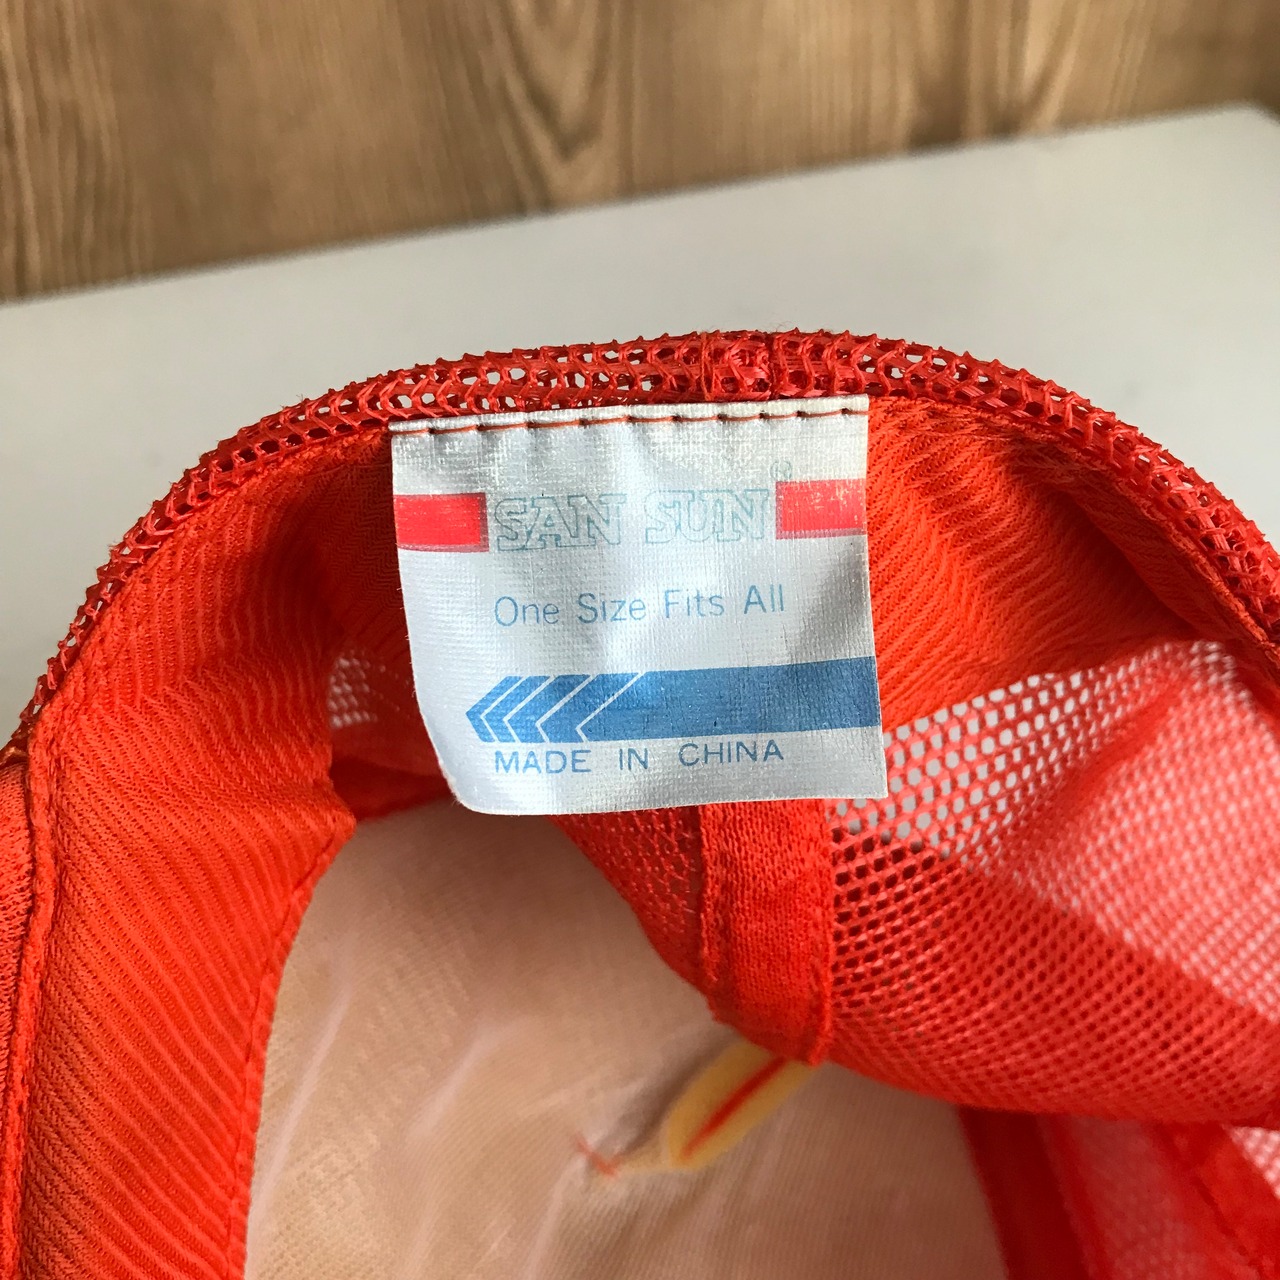 SAN SUN®
One Size Fits All
MADE IN CHINA